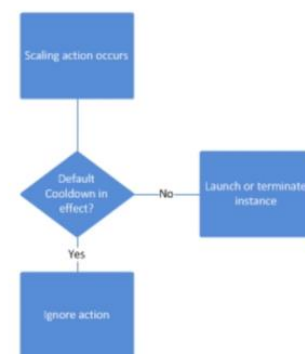 Scaling action occurs
Default
Cooldown in
effect?
No
Launch or terminate
instance
Yes
Ignore action